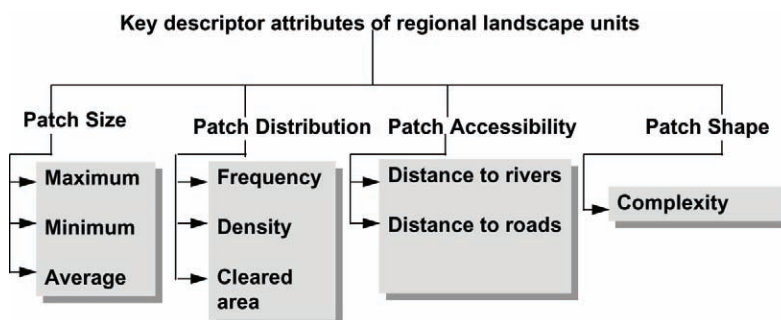 Key descriptor attributes of regional landscape units
Patch Size
Maximum
Minimum
Average
Patch Distribution
Frequency
Density
Cleared
area
Patch Accessibility
Distance to rivers
Distance to roads
Patch Shape
Complexity